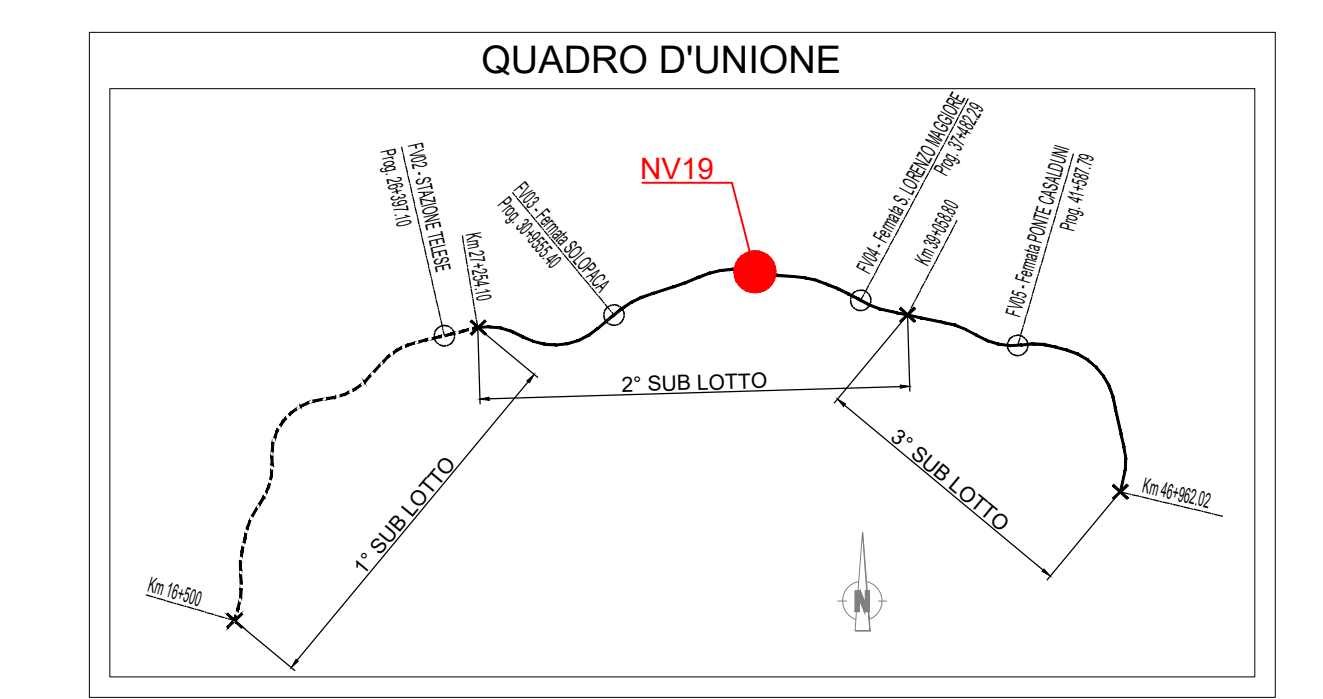 QUADRO D'UNIONE
FV02 - STAZIONE TELESE
Prog. 26+397.10
Km 27+254.10
FV03 - Fermata SOLOPACA
Prog. 30+9555.40
NV19
FV04 - Fermata S. LORENZO MAGGIORE
Prog. 37+482.29
Km 39+068.80
FV05 - Fermata PONTE CASALDUNI
Prog. 41+587.79
2° SUB LOTTO
1° SUB LOTTO
3° SUB LOTTO
Km 46+962.02
Km 16+500
N